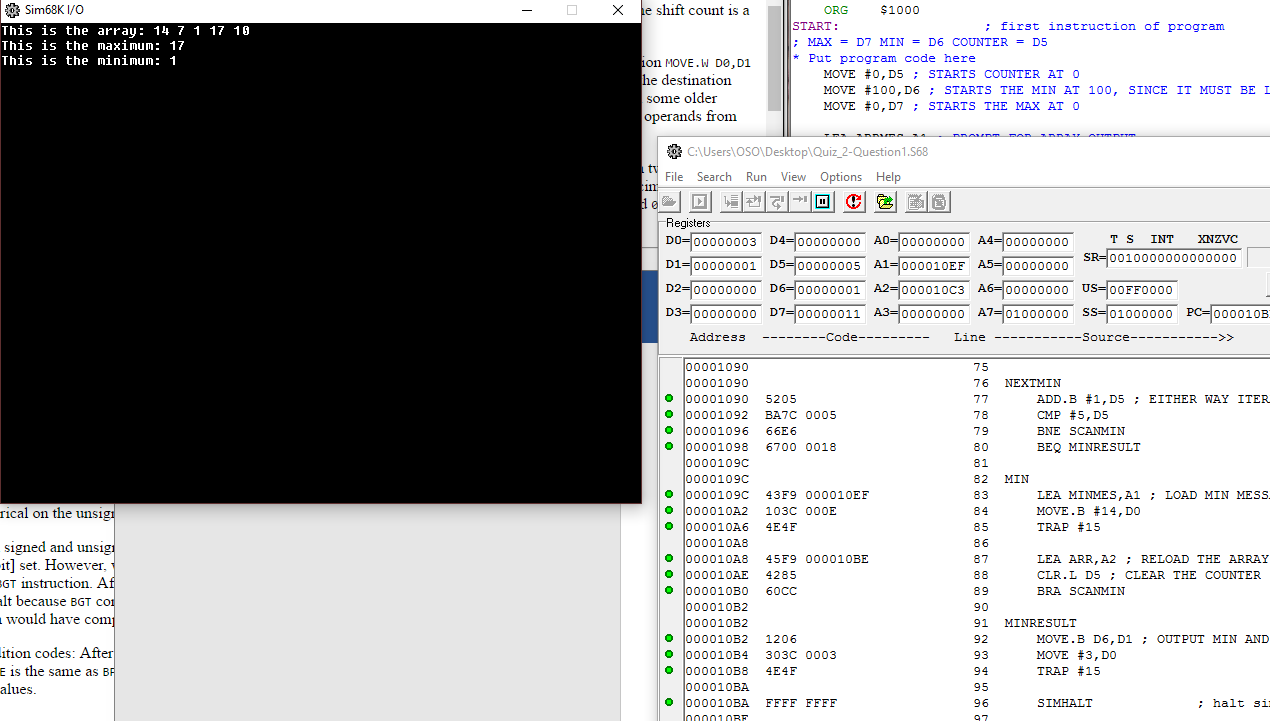 Sim68K I/O
This is the array: 14 7 1 17 10
This is the maximum: 17
This is the minimum: 1
he shift count is a
ion MOVE.W D0,D1
he destination
some older
operands from
ORG $1000
START: ; first instruction of program
; MAX = D7 MIN = D6 COUNTER = D5
* Put program code here
MOVE #0,D5 ; STARTS COUNTER AT 0
MOVE #100,D6 ; STARTS THE MIN AT 100, SINCE IT MUST BE L
MOVE #0,D7 ; STARTS THE MAX AT 0
C:\Users\OSO\Desktop\Quiz_2-Question1.S68
File Search Run View Options Help
Registers
D0= 00000003 D4= 00000000 A0= 00000000 A4= 00000000 T S INT XNZVC
D1= 00000001 D5= 00000005 A1= 000010EF A5= 00000000 SR= 0010000000000000
D2= 00000000 D6= 00000001 A2= 000010C3 A6= 00000000 US= 00FF0000
D3= 00000000 D7= 00000011 A3= 00000000 A7= 01000000 SS= 01000000 PC= 000010B
Address --------Code--------- Line -----------Source----------->>
00001090 75
00001090 76 NEXTMIN
00001090 5205 77 ADD.B #1,D5 ; EITHER WAY ITER
00001092 BA7C 0005 78 CMP #5,D5
00001096 66E6 79 BNE SCANMIN
00001098 6700 0018 80 BEQ MINRESULT
0000109C 81
0000109C 82 MIN
0000109C 43F9 000010EF 83 LEA MINMES,A1 ; LOAD MIN MESS
000010A2 103C 000E 84 MOVE.B #14,D0
000010A6 4E4F 85 TRAP #15
000010A8 86
000010A8 45F9 000010BE 87 LEA ARR,A2 ; RELOAD THE ARRAY
000010AE 4285 88 CLR.L D5 ; CLEAR THE COUNTER
000010B0 60CC 89 BRA SCANMIN
000010B2 90
000010B2 91 MINRESULT
000010B2 1206 92 MOVE.B D6,D1 ; OUTPUT MIN AND
000010B4 303C 0003 93 MOVE #3,D0
000010B8 4E4F 94 TRAP #15
000010BA 95
000010BA FFFF FFFF 96 SIMHALT ; halt sim
000010BE 97
rical on the unsign
signed and unsign
it] set. However,
BGT instruction. Af
alt because BGT con
n would have comp
dition codes: After
E is the same as BP
alues.